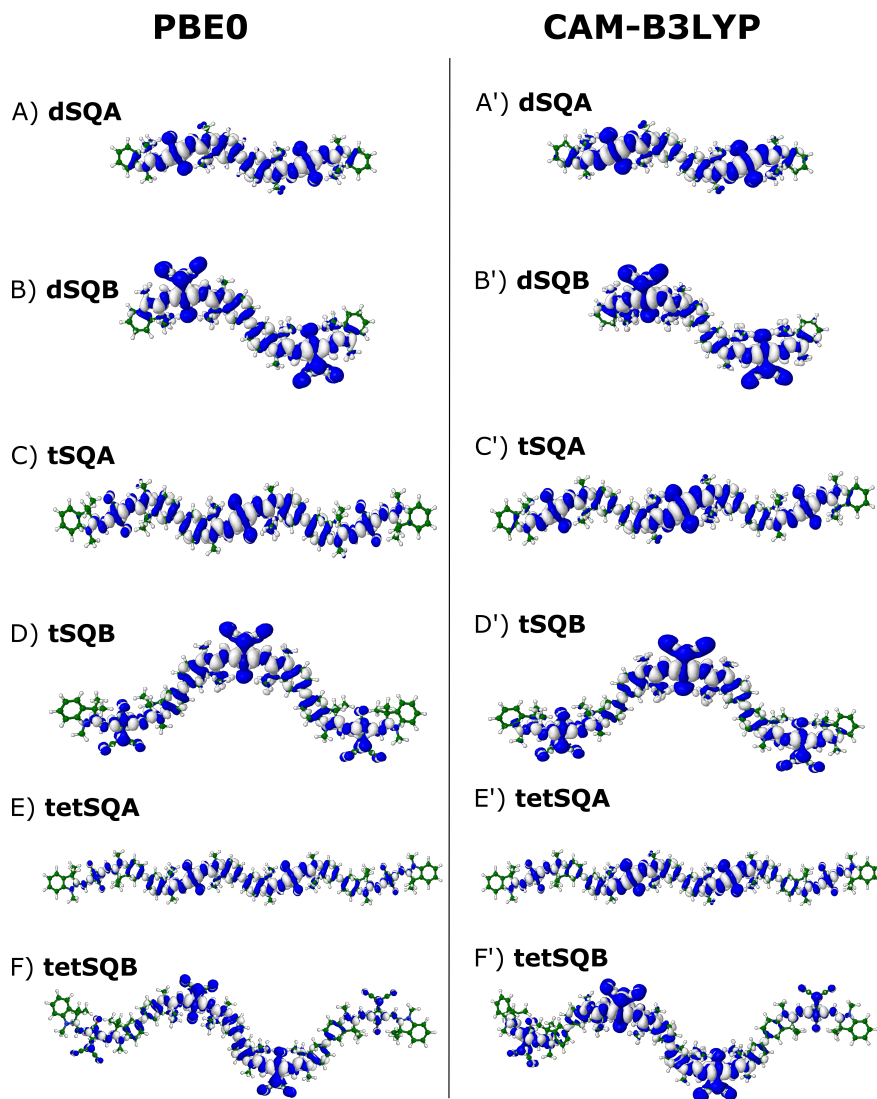 PBE0
CAM-B3LYP
A) dSQA
A') dSQA
B) dSQB
B') dSQB
C) tSQA
C') tSQA
D) tSQB
D') tSQB
E) tetSQA
E') tetSQA
F) tetSQB
F') tetSQB